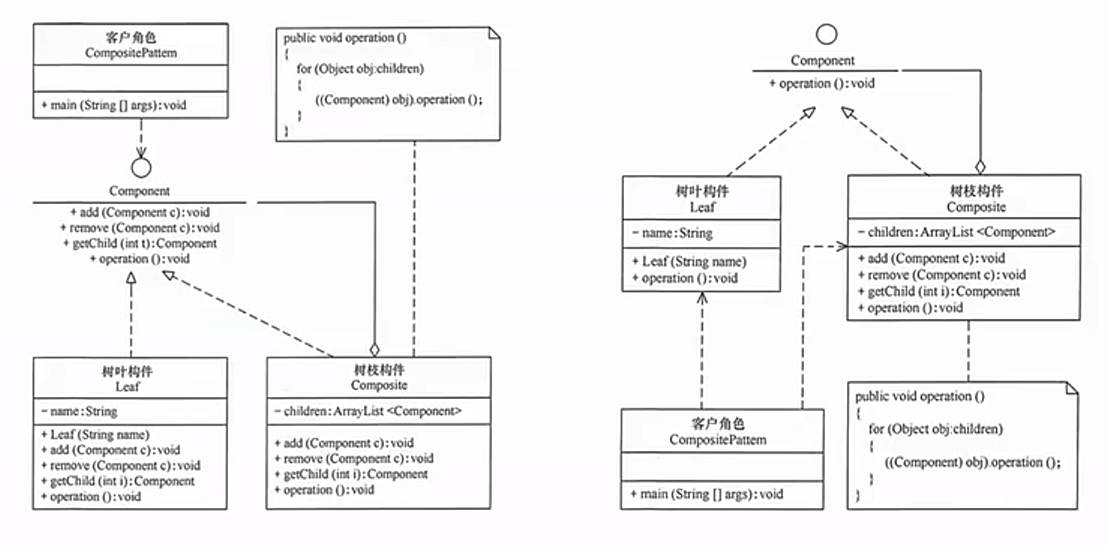 客户角色
CompositePattem
+ main (String [] args): void
public void operation ()
{
for (Object obj:children)
{
((Component) obj).operation ();
}
}
Component
+ add (Component c): void
+ remove (Component c): void
+ getChild (int t): Component
+ operation (): void
树叶构件
Leaf
− name: String
+ Leaf (String name)
+ add (Component c): void
+ remove (Component c): void
+ getChild (int i): Component
+ operation (): void
树枝构件
Composite
− children: ArrayList <Component>
+ add (Component c): void
+ remove (Component c): void
+ getChild (int i): Component
+ operation (): void
Component
+ operation (): void
树叶构件
Leaf
− name: String
+ Leaf (String name)
+ operation (): void
树枝构件
Composite
− children: ArrayList <Component>
+ add (Component c): void
+ remove (Component c): void
+ getChild (int i): Component
+ operation (): void
客户角色
CompositePattem
+ main (String [] args): void
public void operation ()
{
for (Object obj:children)
{
((Component) obj).operation ();
}
}